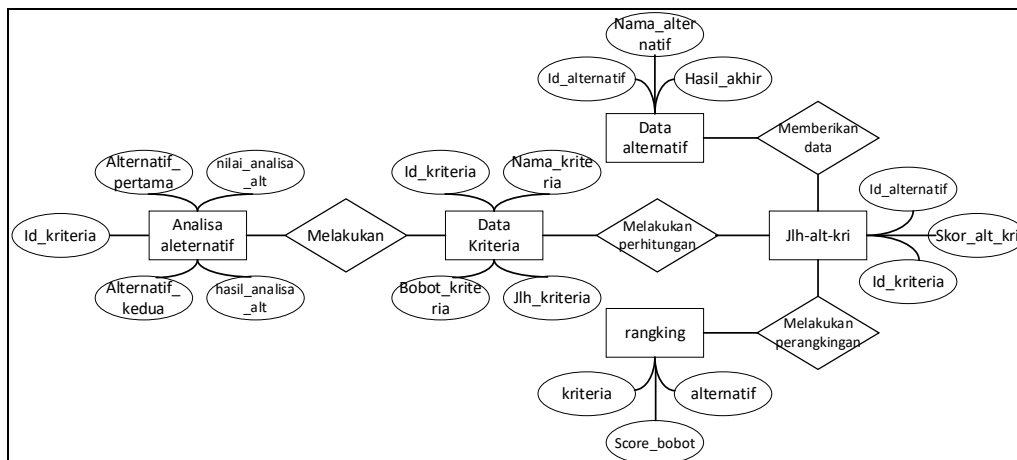 Nama_alter
natif
Id_alternatif
Hasil_akhir
Data
alternatif
Memberikan
data
Alternatif_
pertama
nilai_analisa
_alt
Id_kriteria
Nama_krite
ria
Id_alternatif
Id_kriteria
Analisa
aleternatif
Melakukan
Data
Kriteria
Melakukan
perhitungan
Jlh-alt-kri
Skor_alt_kri
Alternatif_
kedua
hasil_analisa
_alt
Bobot_krite
ria
Jlh_kriteria
Id_kriteria
rangking
Melakukan
perangkingan
kriteria
alternatif
Score_bobot